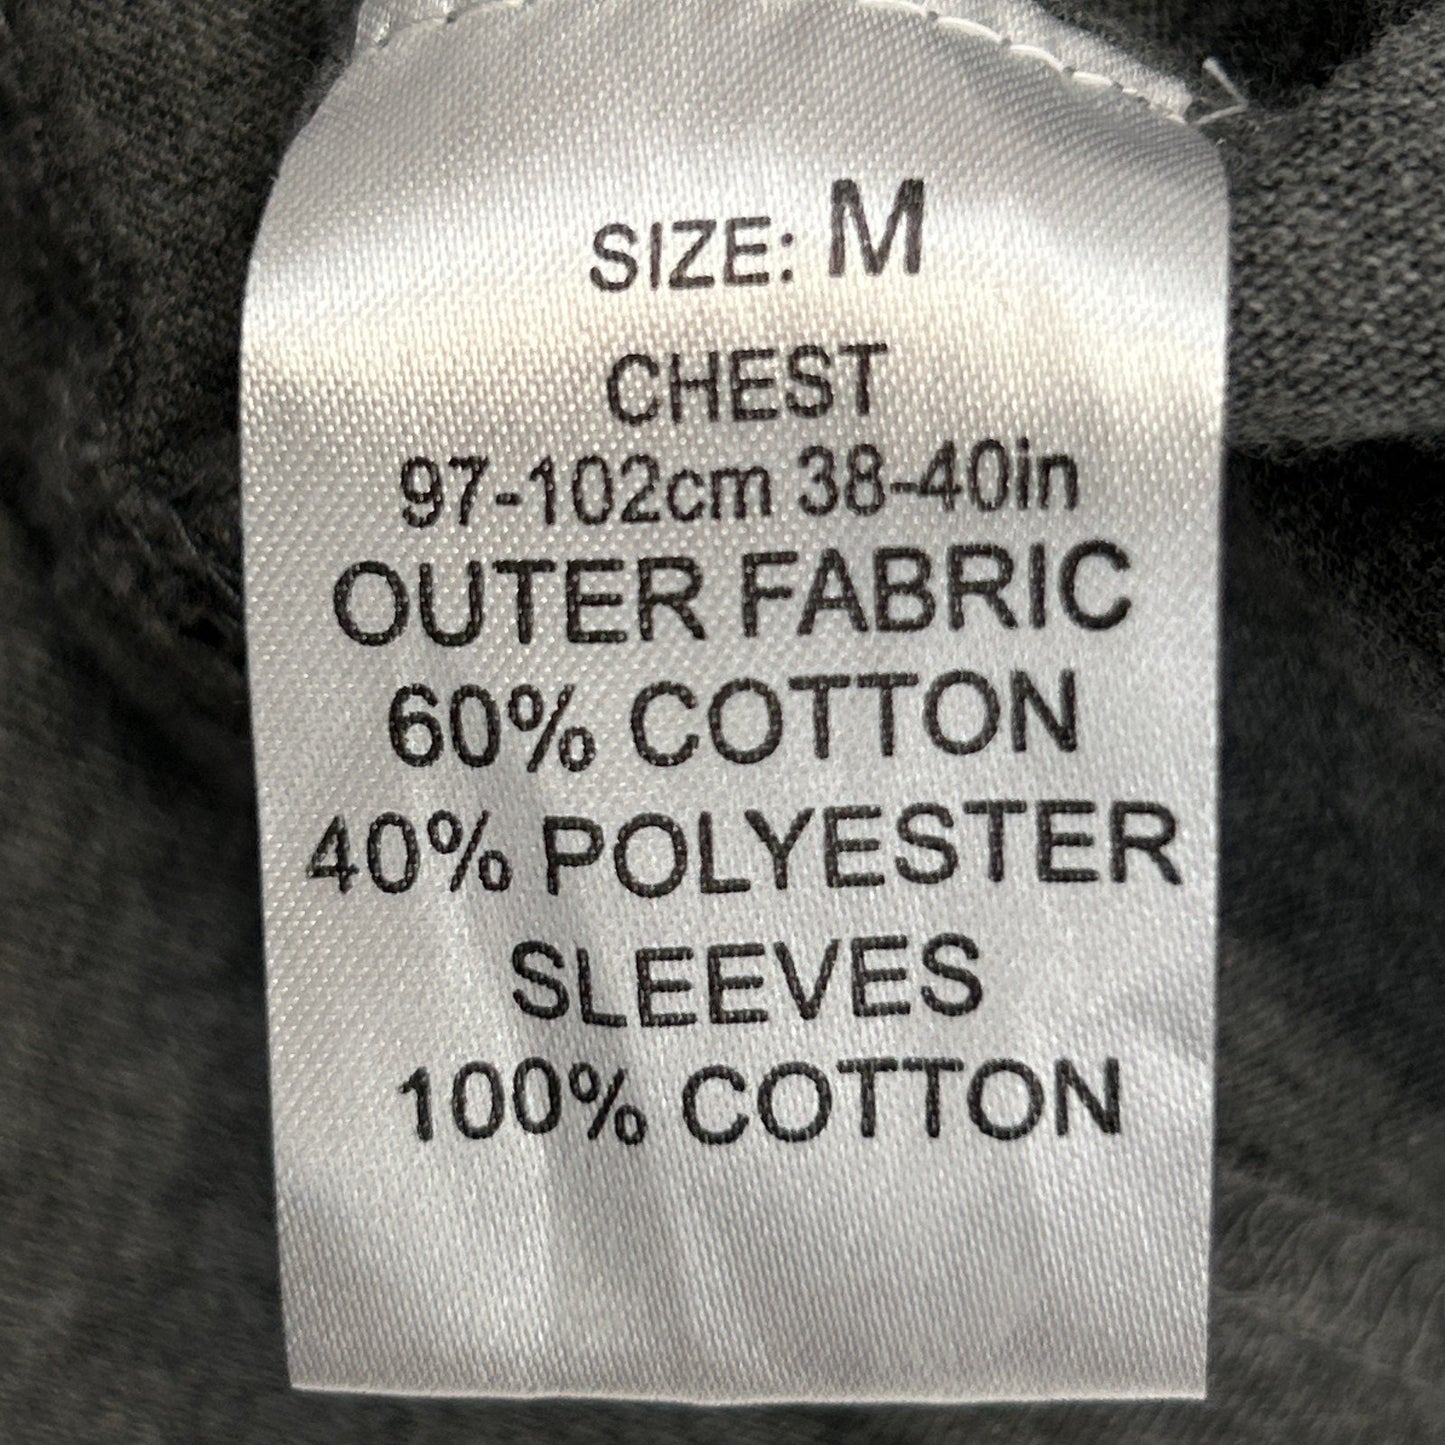 SIZE: M
CHEST
97-102cm 38-40in
OUTER FABRIC
60% COTTON
40% POLYESTER
SLEEVES
100% COTTON